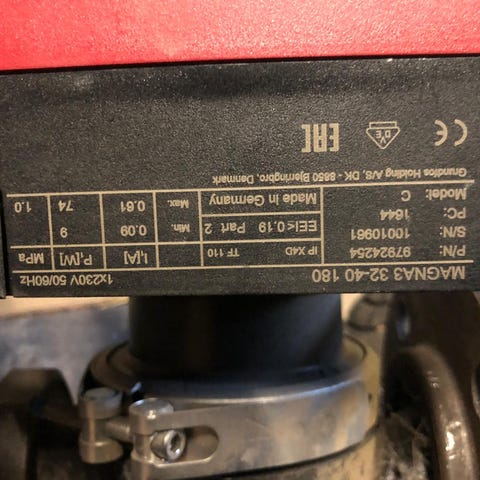 MAGNA3 32-40 180 1x230V 50/60Hz
P/N: 97924254 IP X4D TF 110 I₁[A] P₁[W] MPa
S/N: 10010961 EEI<0.19 Part 2 Min. 0.09 9 1.0
PC: 1644 Made in Germany Max. 0.61 74
Model: C
Grundfos Holding A/S, DK - 8850 Bjerringbro, Denmark
CE VDE EAC